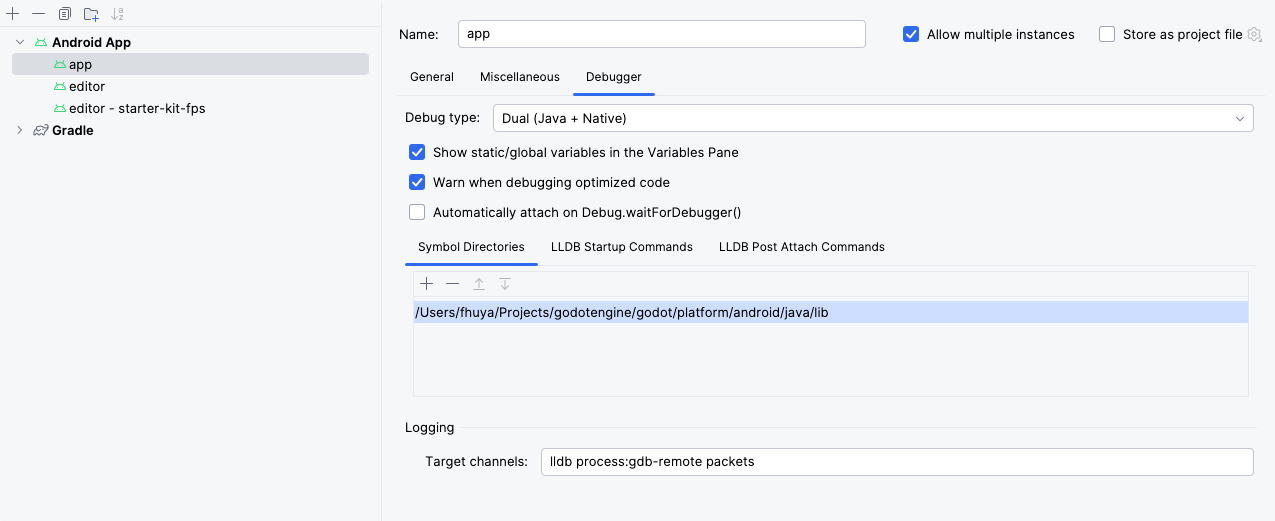 Name: app Allow multiple instances Store as project file
Android App
app
editor
editor - starter-kit-fps
Gradle
General Miscellaneous Debugger
Debug type: Dual (Java + Native)
Show static/global variables in the Variables Pane
Warn when debugging optimized code
Automatically attach on Debug.waitForDebugger()
Symbol Directories LLDB Startup Commands LLDB Post Attach Commands
/Users/fhuya/Projects/godotengine/godot/platform/android/java/lib
Logging
Target channels: lldb process:gdb-remote packets